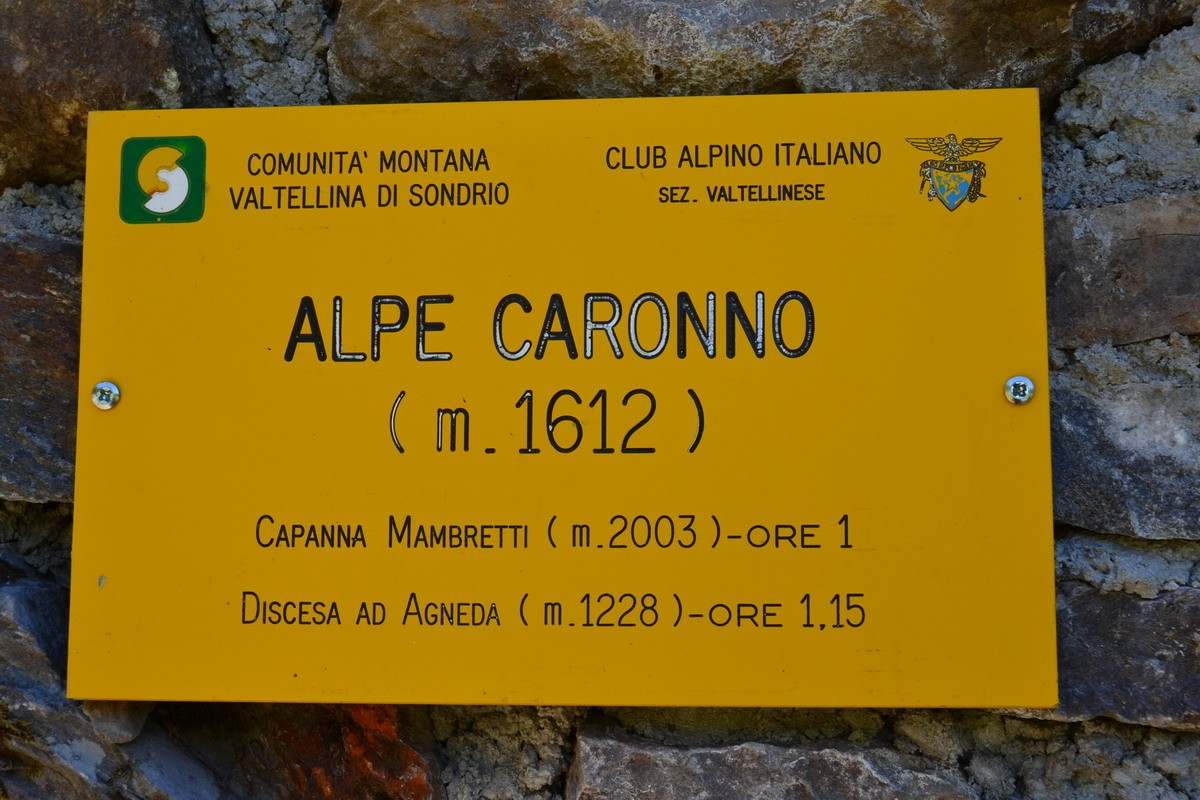 COMUNITA' MONTANA
VALTELLINA DI SONDRIO
CLUB ALPINO ITALIANO
SEZ. VALTELLINESE
ALPE CARONNO
( m. 1612 )
CAPANNA MAMBRETTI ( m. 2003 ) - ORE 1
DISCESA AD AGNEDA ( m. 1228 ) - ORE 1,15